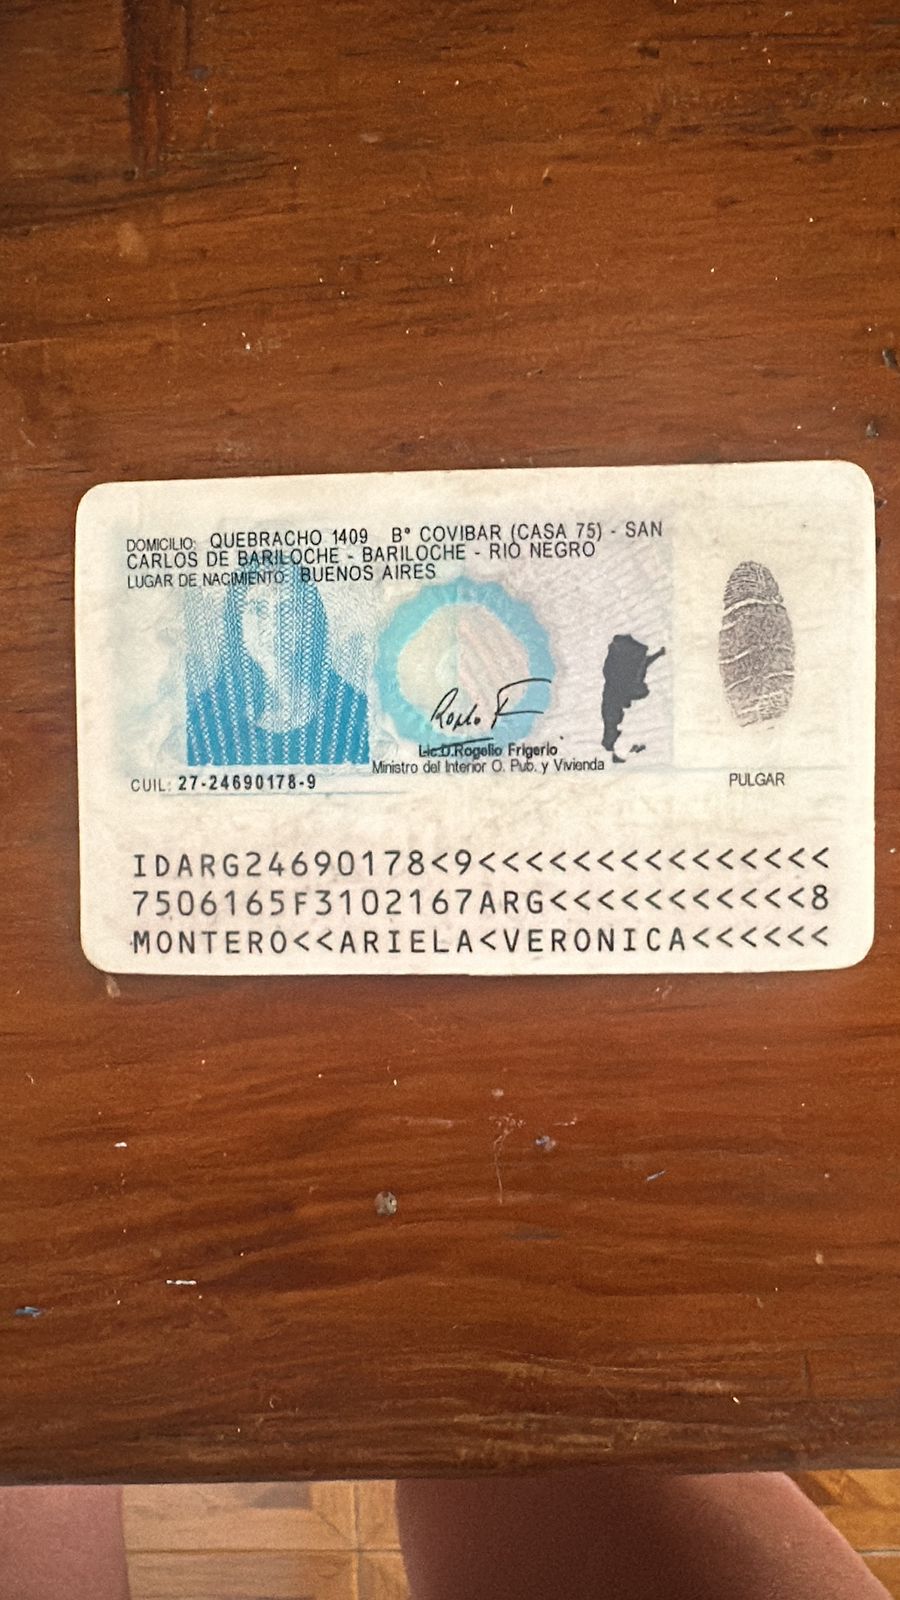 DOMICILIO: QUEBRACHO 1409 Bº COVIBAR (CASA 75) - SAN
CARLOS DE BARILOCHE - BARILOCHE - RIO NEGRO
LUGAR DE NACIMIENTO: BUENOS AIRES
Lic.D.Rogelio Frigerio
Ministro del Interior O. Pub. y Vivienda
CUIL: 27-24690178-9
PULGAR
IDARG24690178<9<<<<<<<<<<<<<<<
7506165F3102167ARG<<<<<<<<<<<8
MONTERO<<ARIELA<VERONICA<<<<<<